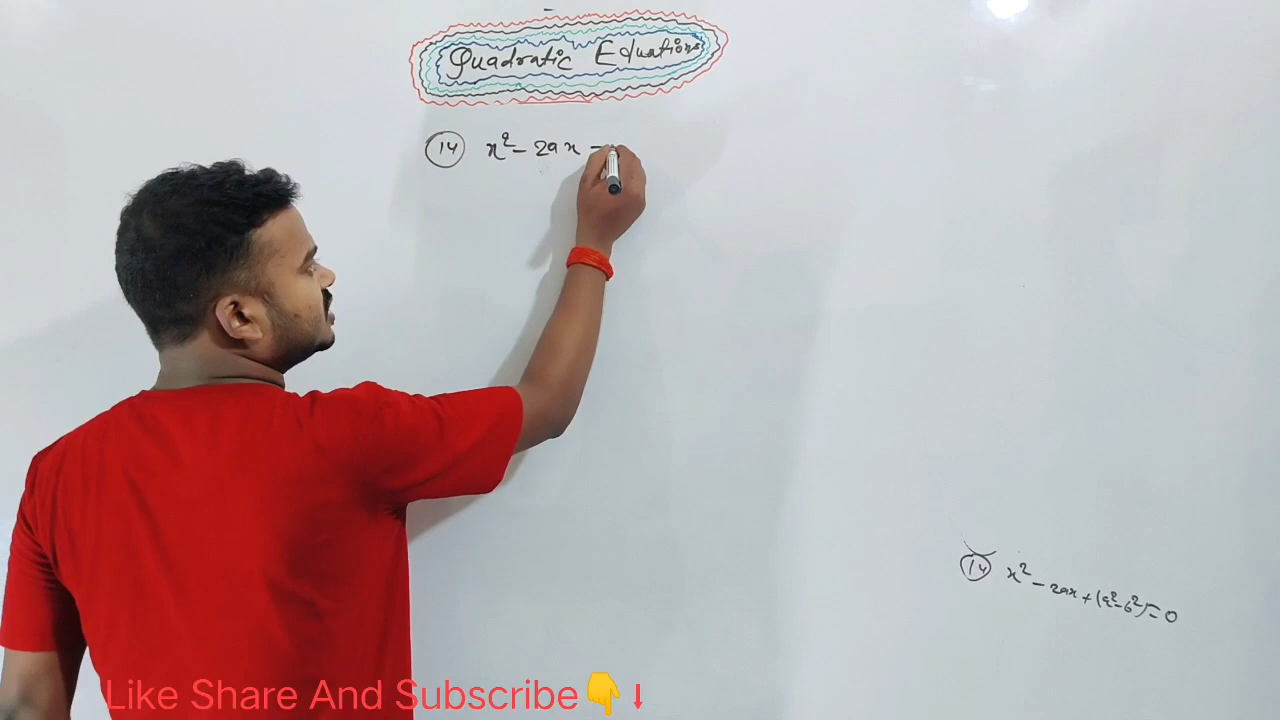 Quadratic Equations
14 x² - 2ax -
14 x² - 2ax + (a² - b²) = 0
Like Share And Subscribe👇⬇